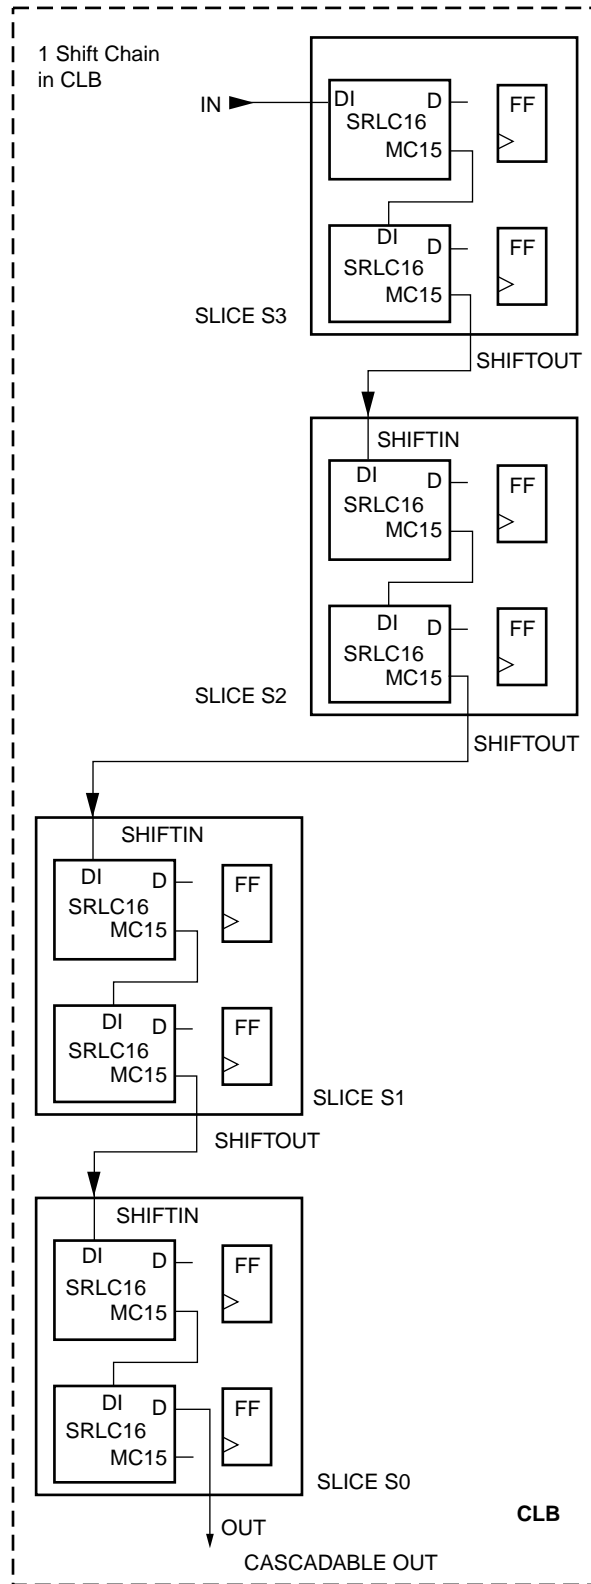 1 Shift Chain
in CLB
IN
DI
D
SRLC16
MC15
FF
DI
D
SRLC16
MC15
FF
SLICE S3
SHIFTOUT
SHIFTIN
DI
D
SRLC16
MC15
FF
DI
D
SRLC16
MC15
FF
SLICE S2
SHIFTOUT
SHIFTIN
DI
D
SRLC16
MC15
FF
DI
D
SRLC16
MC15
FF
SLICE S1
SHIFTOUT
SHIFTIN
DI
D
SRLC16
MC15
FF
DI
D
SRLC16
MC15
FF
SLICE S0
OUT
CLB
CASCADABLE OUT